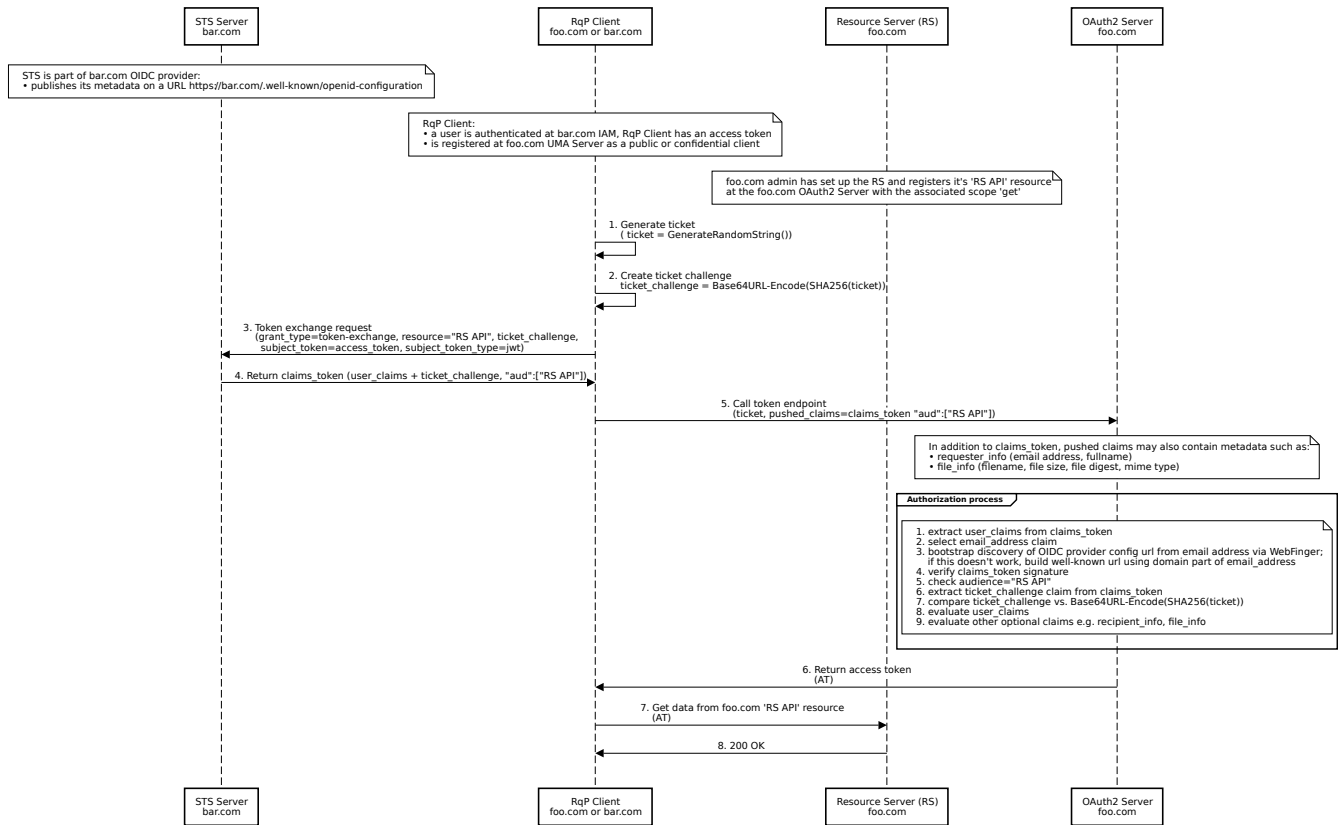 STS Server
bar.com
RqP Client
foo.com or bar.com
Resource Server (RS)
foo.com
OAuth2 Server
foo.com
STS is part of bar.com OIDC provider:
• publishes its metadata on a URL https://bar.com/.well-known/openid-configuration
RqP Client:
• a user is authenticated at bar.com IAM, RqP Client has an access token
• is registered at foo.com UMA Server as a public or confidential client
foo.com admin has set up the RS and registers it's 'RS API' resource
at the foo.com OAuth2 Server with the associated scope 'get'
1. Generate ticket
( ticket = GenerateRandomString())
2. Create ticket challenge
ticket_challenge = Base64URL-Encode(SHA256(ticket))
3. Token exchange request
(grant_type=token-exchange, resource="RS API", ticket_challenge,
subject_token=access_token, subject_token_type=jwt)
4. Return claims_token (user_claims + ticket_challenge, "aud":["RS API"])
5. Call token endpoint
(ticket, pushed_claims=claims_token "aud":["RS API"])
In addition to claims_token, pushed claims may also contain metadata such as:
• requester_info (email address, fullname)
• file_info (filename, file size, file digest, mime type)
Authorization process
1. extract user_claims from claims_token
2. select email_address claim
3. bootstrap discovery of OIDC provider config url from email address via WebFinger;
if this doesn't work, build well-known url using domain part of email_address
4. verify claims_token signature
5. check audience="RS API"
6. extract ticket_challenge claim from claims_token
7. compare ticket_challenge vs. Base64URL-Encode(SHA256(ticket))
8. evaluate user_claims
9. evaluate other optional claims e.g. recipient_info, file_info
6. Return access token
(AT)
7. Get data from foo.com 'RS API' resource
(AT)
8. 200 OK
STS Server
bar.com
RqP Client
foo.com or bar.com
Resource Server (RS)
foo.com
OAuth2 Server
foo.com